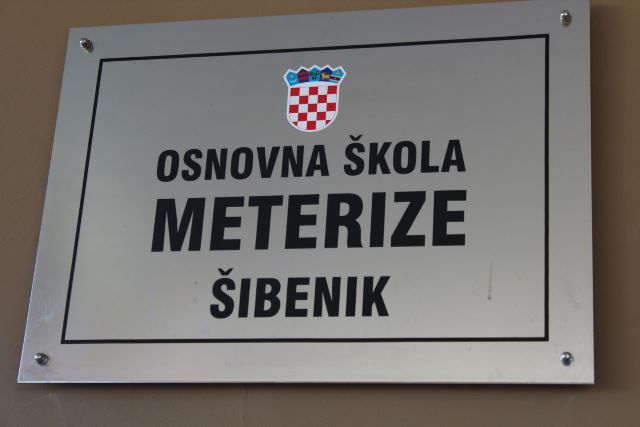 OSNOVNA ŠKOLA
METERIZE
ŠIBENIK